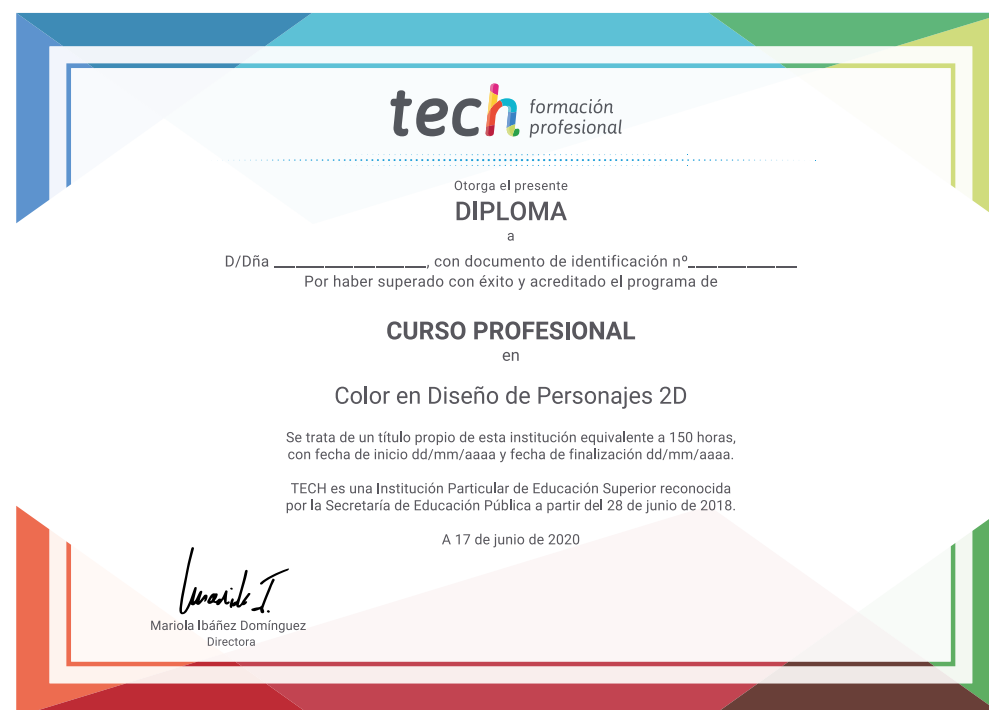 tech formación
profesional
Otorga el presente
DIPLOMA
a
D/Dña ______________, con documento de identificación nº__________
Por haber superado con éxito y acreditado el programa de
CURSO PROFESIONAL
en
Color en Diseño de Personajes 2D
Se trata de un título propio de esta institución equivalente a 150 horas,
con fecha de inicio dd/mm/aaaa y fecha de finalización dd/mm/aaaa.
TECH es una Institución Particular de Educación Superior reconocida
por la Secretaría de Educación Pública a partir del 28 de junio de 2018.
A 17 de junio de 2020
Mariola Ibáñez Domínguez
Directora